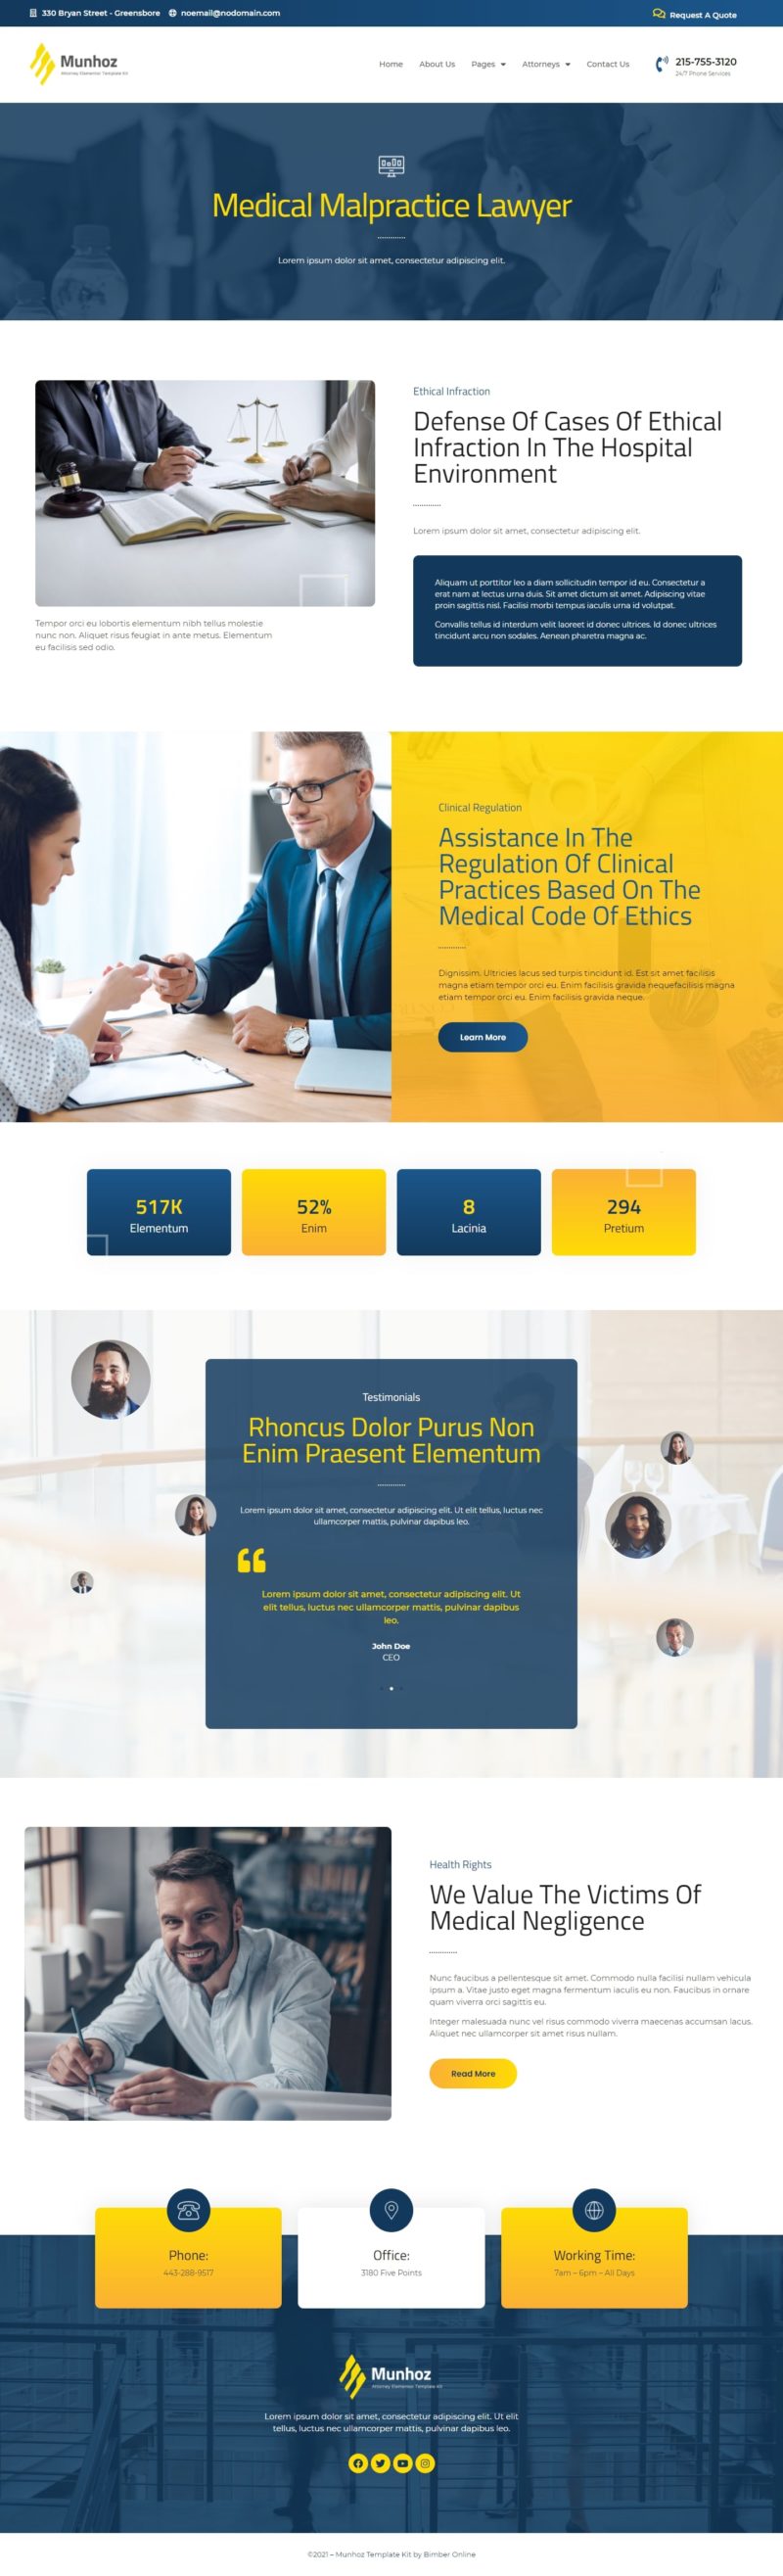 330 Bryan Street - Greensbore noemail@nodomain.com Request A Quote
Munhoz
Attorney Elementor Template Kit
Home About Us Pages Attorneys Contact Us
215-755-3120
24/7 Phone Services
Medical Malpractice Lawyer
Lorem ipsum dolor sit amet, consectetur adipiscing elit.
Ethical Infraction
Defense Of Cases Of Ethical
Infraction In The Hospital
Environment
Lorem ipsum dolor sit amet, consectetur adipiscing elit.
Aliquam ut porttitor leo a diam sollicitudin tempor id eu. Consectetur a
erat nam at lectus urna duis. Sit amet dictum sit amet. Adipiscing vitae
proin sagittis nisl. Facilisi morbi tempus iaculis urna id volutpat.
Convallis tellus id interdum velit laoreet id donec ultrices. Id donec ultrices
tincidunt arcu non sodales. Aenean pharetra magna ac.
Tempor orci eu lobortis elementum nibh tellus molestie
nunc non. Aliquet risus feugiat in ante metus. Elementum
eu facilisis sed odio.
Clinical Regulation
Assistance In The
Regulation Of Clinical
Practices Based On The
Medical Code Of Ethics
Dignissim. Ultricies lacus sed turpis tincidunt id. Est sit amet facilisis
magna etiam tempor orci eu. Enim facilisis gravida nequefacilisis magna
etiam tempor orci eu. Enim facilisis gravida neque.
Learn More
517K
Elementum
52%
Enim
8
Lacinia
294
Pretium
Testimonials
Rhoncus Dolor Purus Non
Enim Praesent Elementum
Lorem ipsum dolor sit amet, consectetur adipiscing elit. Ut elit tellus, luctus nec
ullamcorper mattis, pulvinar dapibus leo.
Lorem ipsum dolor sit amet, consectetur adipiscing elit. Ut
elit tellus, luctus nec ullamcorper mattis, pulvinar dapibus
leo.
John Doe
CEO
Health Rights
We Value The Victims Of
Medical Negligence
Nunc faucibus a pellentesque sit amet. Commodo nulla facilisi nullam vehicula
ipsum a. Vitae justo eget magna fermentum iaculis eu non. Faucibus in ornare
quam viverra orci sagittis eu.
Integer malesuada nunc vel risus commodo viverra maecenas accumsan lacus.
Aliquet nec ullamcorper sit amet risus nullam.
Read More
Phone:
443-288-9517
Office:
3180 Five Points
Working Time:
7am – 6pm – All Days
Munhoz
Attorney Elementor Template Kit
Lorem ipsum dolor sit amet, consectetur adipiscing elit. Ut elit
tellus, luctus nec ullamcorper mattis, pulvinar dapibus leo.
©2021 – Munhoz Template Kit by Bimber Online